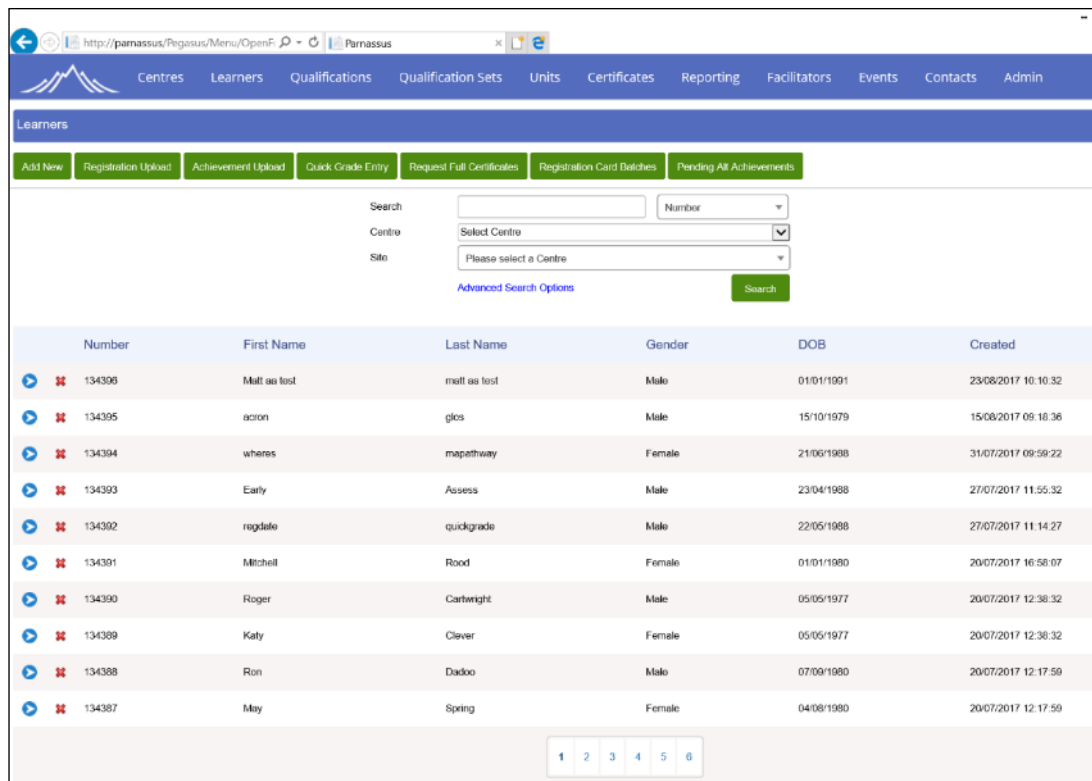 http://parnassus/Pegasus/Menu/OpenF Parnassus
Centres Learners Qualifications Qualification Sets Units Certificates Reporting Facilitators Events Contacts Admin
Learners
Add New Registration Upload Achievement Upload Quick Grade Entry Request Full Certificates Registration Card Batches Pending Alt Achievements
Search Number
Centre Select Centre
Site Please select a Centre
Advanced Search Options Search
Number First Name Last Name Gender DOB Created
134396 Matt aa test matt aa test Male 01/01/1991 23/08/2017 10:10:32
134395 acron glos Male 15/10/1979 15/08/2017 09:18:36
134394 wheres mapathway Female 21/06/1988 31/07/2017 09:59:22
134393 Early Assess Male 23/04/1988 27/07/2017 11:55:32
134392 regdate quickgrade Male 22/05/1988 27/07/2017 11:14:27
134391 Mitchell Rood Female 01/01/1980 20/07/2017 16:58:07
134390 Roger Cartwright Male 05/05/1977 20/07/2017 12:38:32
134389 Katy Clever Female 05/05/1977 20/07/2017 12:38:32
134388 Ron Dadoo Male 07/09/1980 20/07/2017 12:17:59
134387 May Spring Female 04/08/1980 20/07/2017 12:17:59
1 2 3 4 5 6